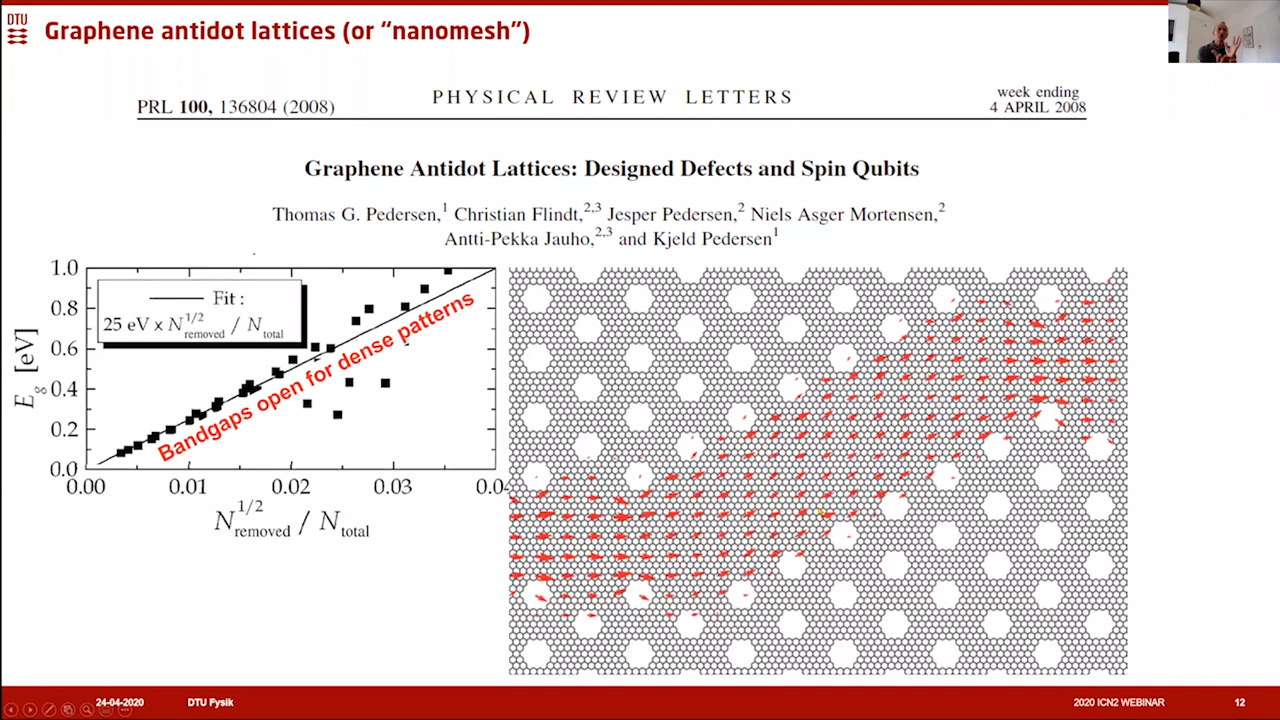 DTU
Graphene antidot lattices (or “nanomesh”)
PRL 100, 136804 (2008)
PHYSICAL REVIEW LETTERS
week ending
4 APRIL 2008
Graphene Antidot Lattices: Designed Defects and Spin Qubits
Thomas G. Pedersen,1 Christian Flindt,2,3 Jesper Pedersen,2 Niels Asger Mortensen,2
Antti-Pekka Jauho,2,3 and Kjeld Pedersen1
1.0
0.8
0.6
0.4
0.2
0.0
Eg [eV]
Fit :
25 eV x N1/2removed / Ntotal
Bandgaps open for dense patterns
0.00 0.01 0.02 0.03 0.04
N1/2removed / Ntotal
24-04-2020
DTU Fysik
2020 ICN2 WEBINAR
12